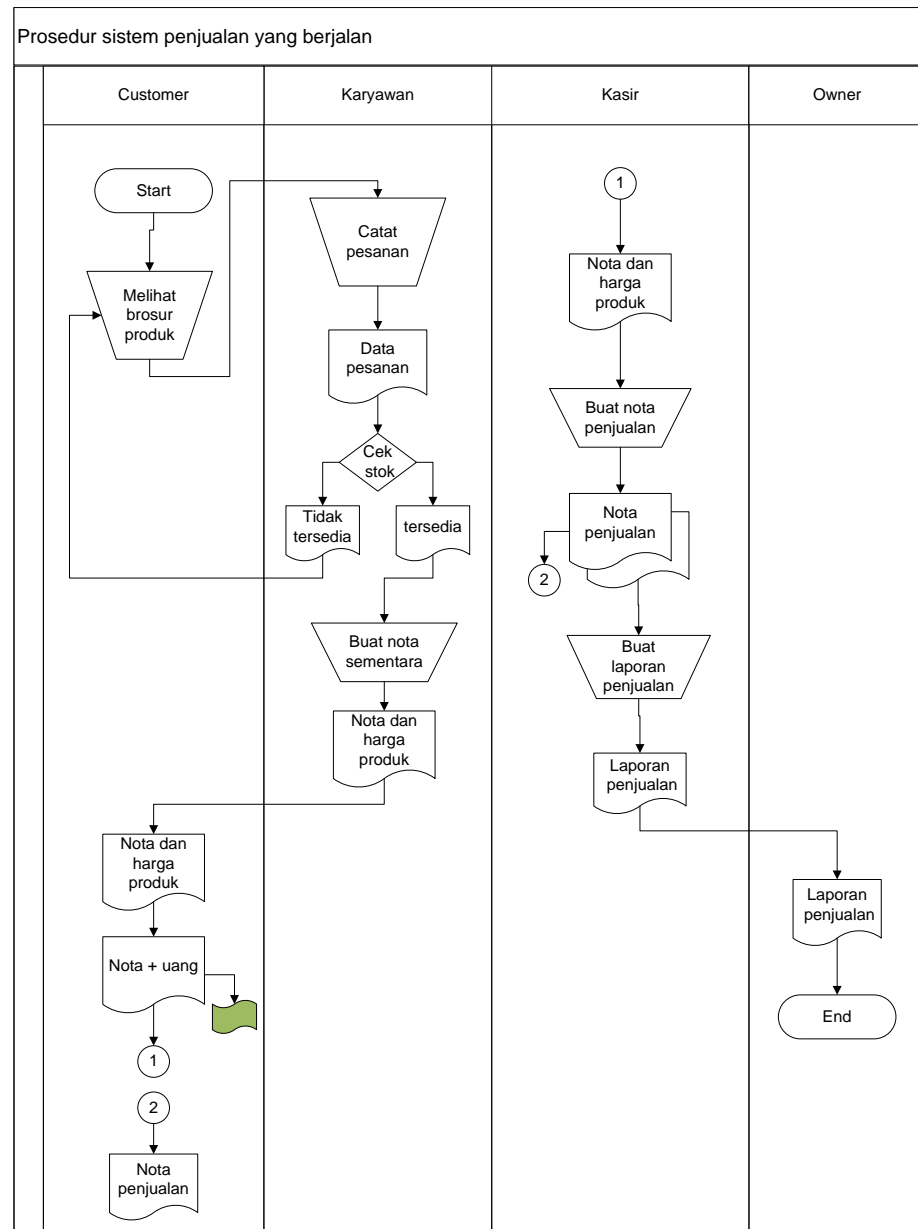 Prosedur sistem penjualan yang berjalan
Customer
Karyawan
Kasir
Owner
Start
Melihat
brosur
produk
Catat
pesanan
Data
pesanan
Cek
stok
Tidak
tersedia
tersedia
Buat nota
sementara
Nota dan
harga
produk
Nota dan
harga
produk
Nota + uang
1
2
Nota
penjualan
1
Nota dan
harga
produk
Buat nota
penjualan
Nota
penjualan
2
Buat
laporan
penjualan
Laporan
penjualan
Laporan
penjualan
End